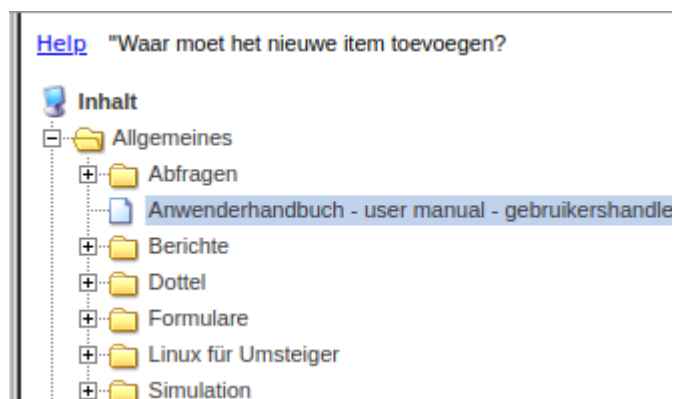 Help "Waar moet het nieuwe item toevoegen?
Inhalt
Allgemeines
Abfragen
Anwenderhandbuch - user manual - gebruikershandle
Berichte
Dottel
Formulare
Linux für Umsteiger
Simulation